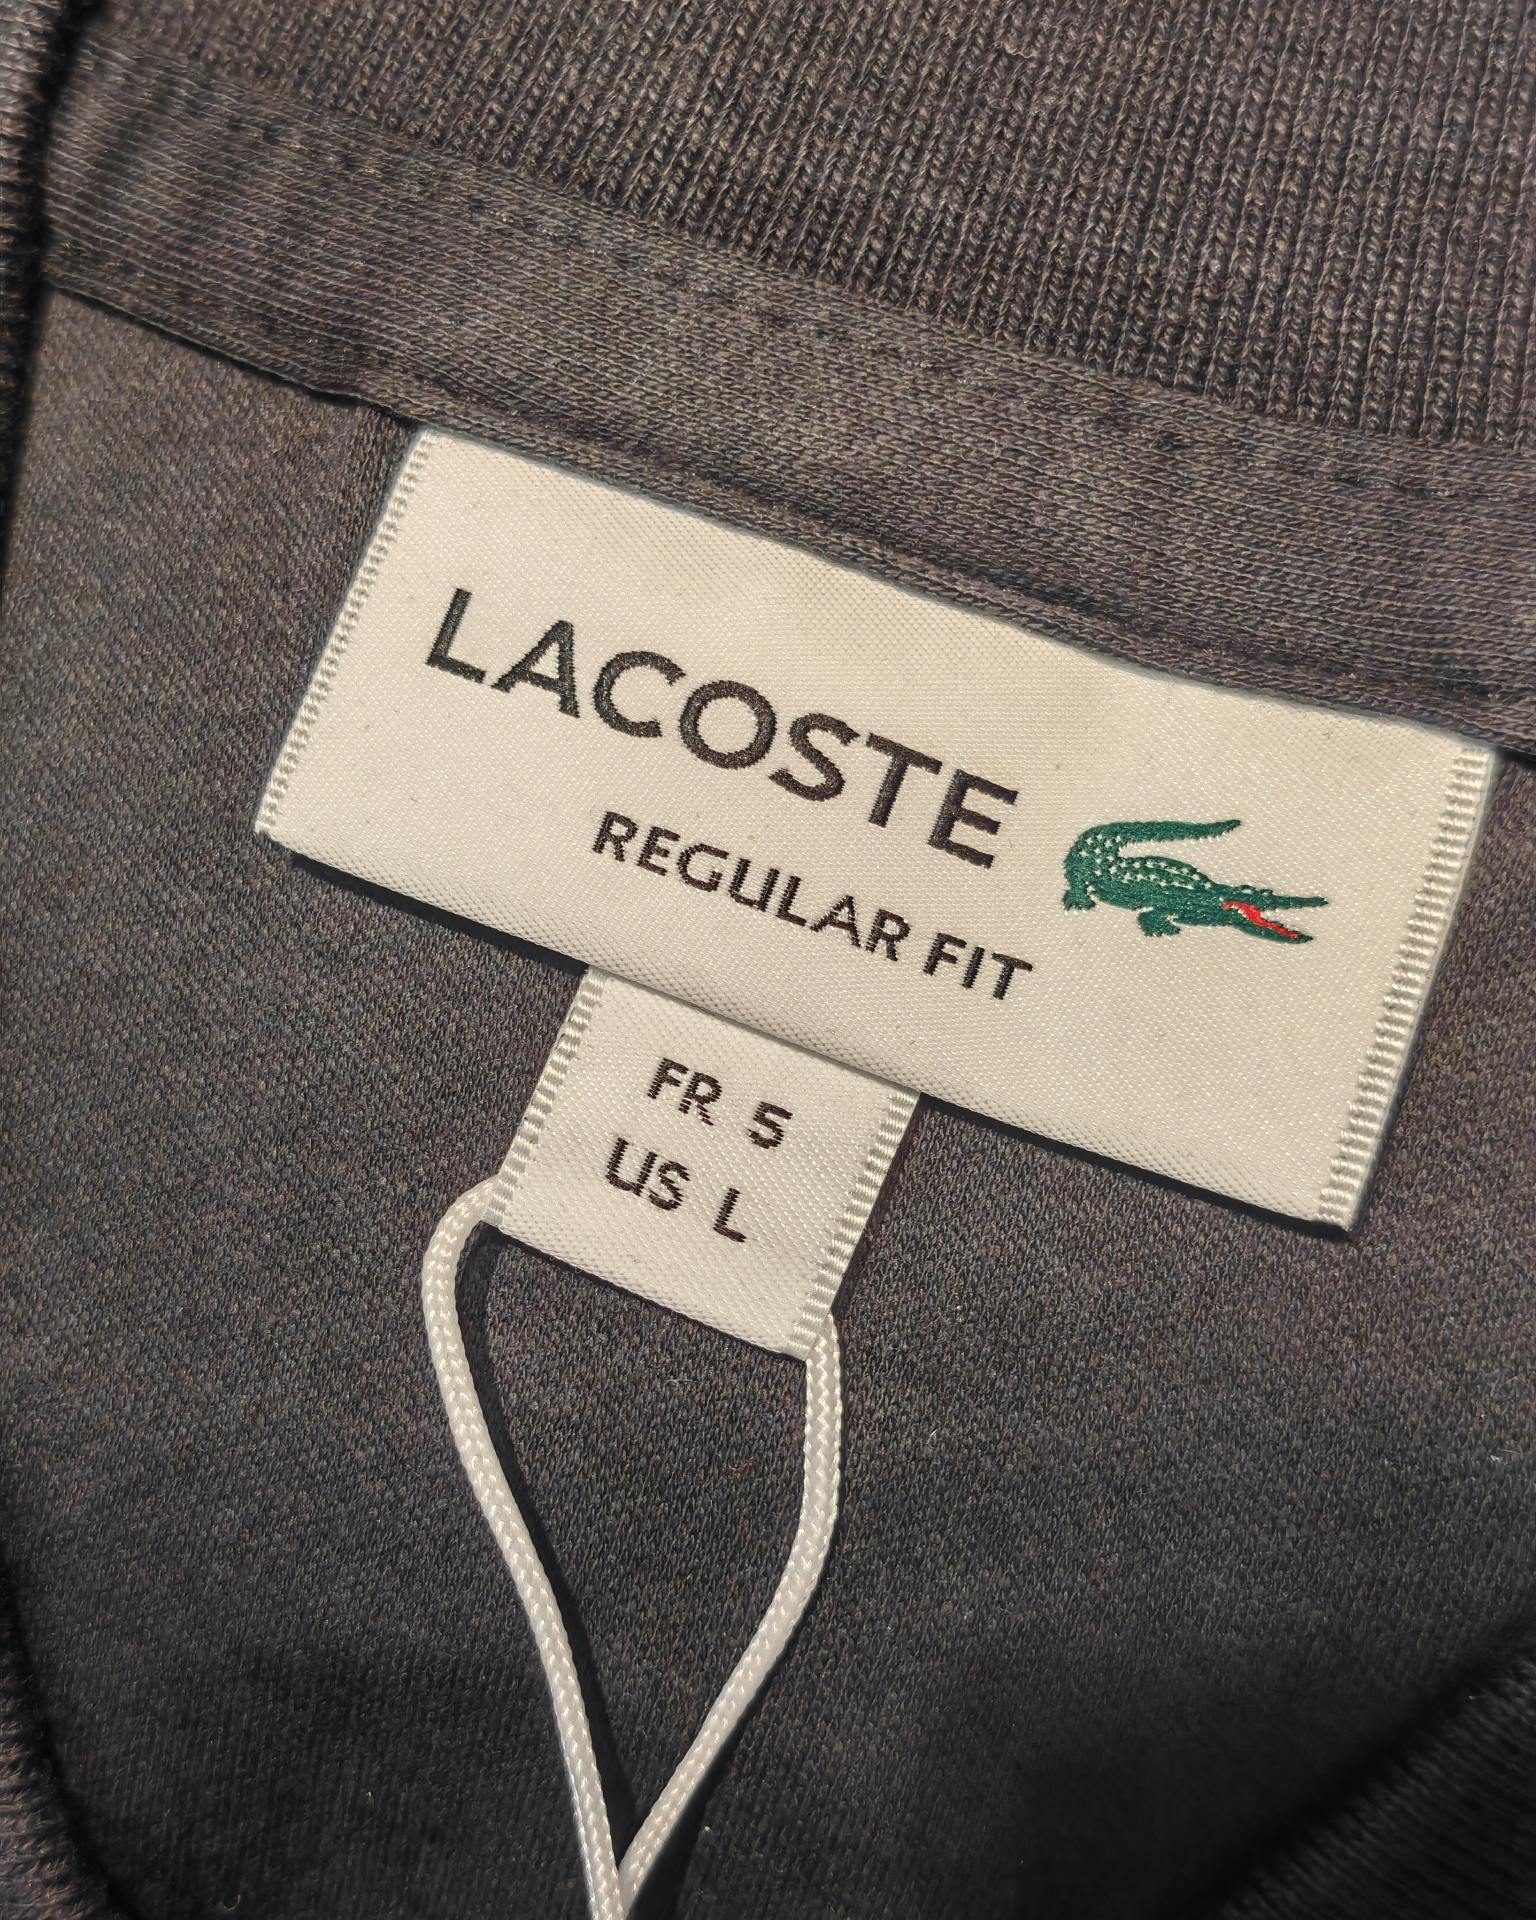 LACOSTE
REGULAR FIT
FR 5
US L